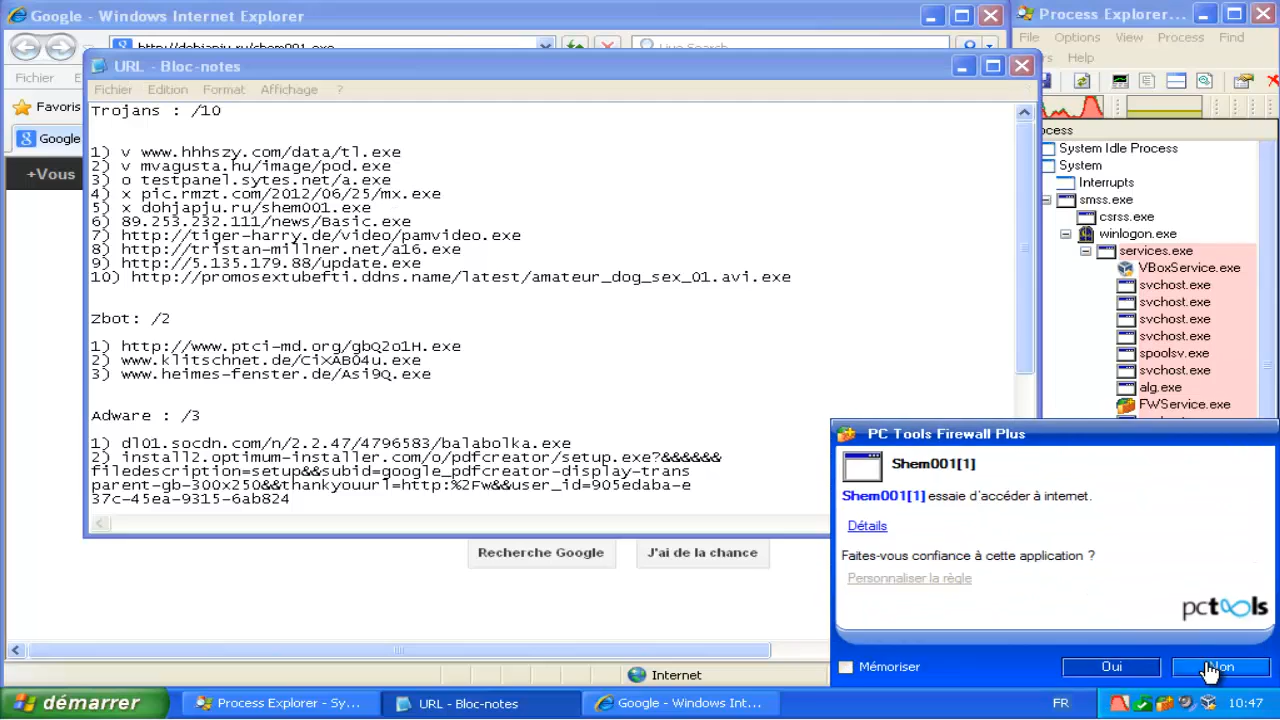 Google - Windows Internet Explorer
http://dohjapju.ru/shem001.exe
Live Search
Fichier
Favoris
Google
+Vous
URL - Bloc-notes
Fichier Edition Format Affichage ?
Trojans : /10
1) v www.hhhszy.com/data/tl.exe
2) v mvagusta.hu/image/pod.exe
3) o testpanel.sytes.net/a.exe
4) x pic.rmzt.com/2012/06/25/mx.exe
5) x dohjapju.ru/shem001.exe
6) 89.253.232.111/news/Basic.exe
7) http://tiger-harry.de/video/pamvideo.exe
8) http://tristan-millner.net/a16.exe
9) http://5.135.179.88/update.exe
10) http://promosextubefti.ddns.name/latest/amateur_dog_sex_01.avi.exe
Zbot: /2
1) http://www.ptci-md.org/gbQ2o1H.exe
2) www.klitschnet.de/CiXAB04u.exe
3) www.heimes-fenster.de/Asi9Q.exe
Adware : /3
1) dl01.socdn.com/n/2.2.47/4796583/balabolka.exe
2) install2.optimum-installer.com/o/pdfcreator/setup.exe?&&&&&&
filedescription=setup&&subid=google_pdfcreator-display-trans
parent-gb-300x250&&thankyouurl=http:%2Fw&&user_id=905edaba-e
37c-45ea-9315-6ab824
Recherche Google J'ai de la chance
Internet
Process Explorer...
File Options View Process Find
Help
System Idle Process
System
Interrupts
smss.exe
csrss.exe
winlogon.exe
services.exe
VBoxService.exe
svchost.exe
svchost.exe
svchost.exe
svchost.exe
spoolsv.exe
svchost.exe
alg.exe
FWService.exe
PC Tools Firewall Plus
Shem001[1]
Shem001[1] essaie d'accéder à internet.
Détails
Faites-vous confiance à cette application ?
Personnaliser la règle
pctools
Mémoriser Oui Non
démarrer Process Explorer - Sy... URL - Bloc-notes Google - Windows Int... FR 10:47